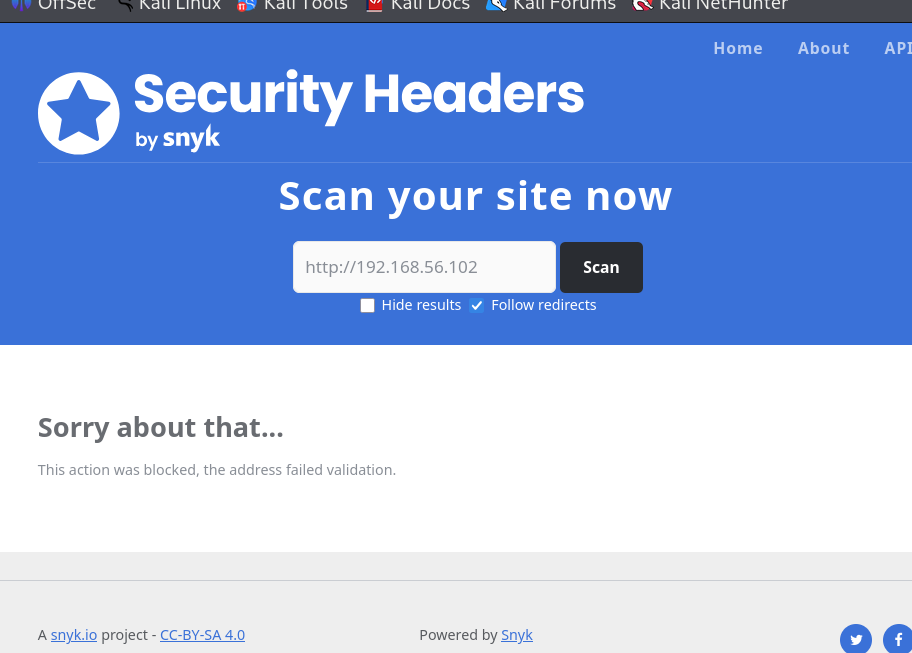 OffSec Kali Linux Kali Tools Kali Docs Kali Forums Kali NetHunter
Home About API
Security Headers
by snyk
Scan your site now
http://192.168.56.102 Scan
Hide results Follow redirects
Sorry about that...
This action was blocked, the address failed validation.
A snyk.io project - CC-BY-SA 4.0 Powered by Snyk